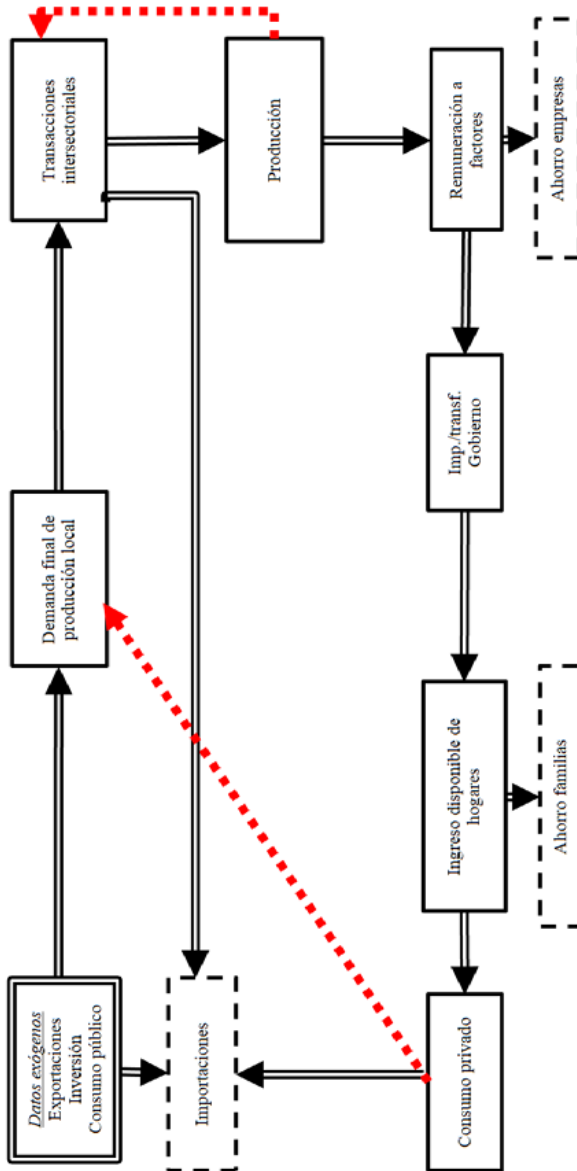 Datos exógenos
Exportaciones
Inversión
Consumo público
Demanda final de
producción local
Transacciones
intersectoriales
Importaciones
Producción
Consumo privado
Ingreso disponible de
hogares
Imp./transf.
Gobierno
Remuneración a
factores
Ahorro familias
Ahorro empresas